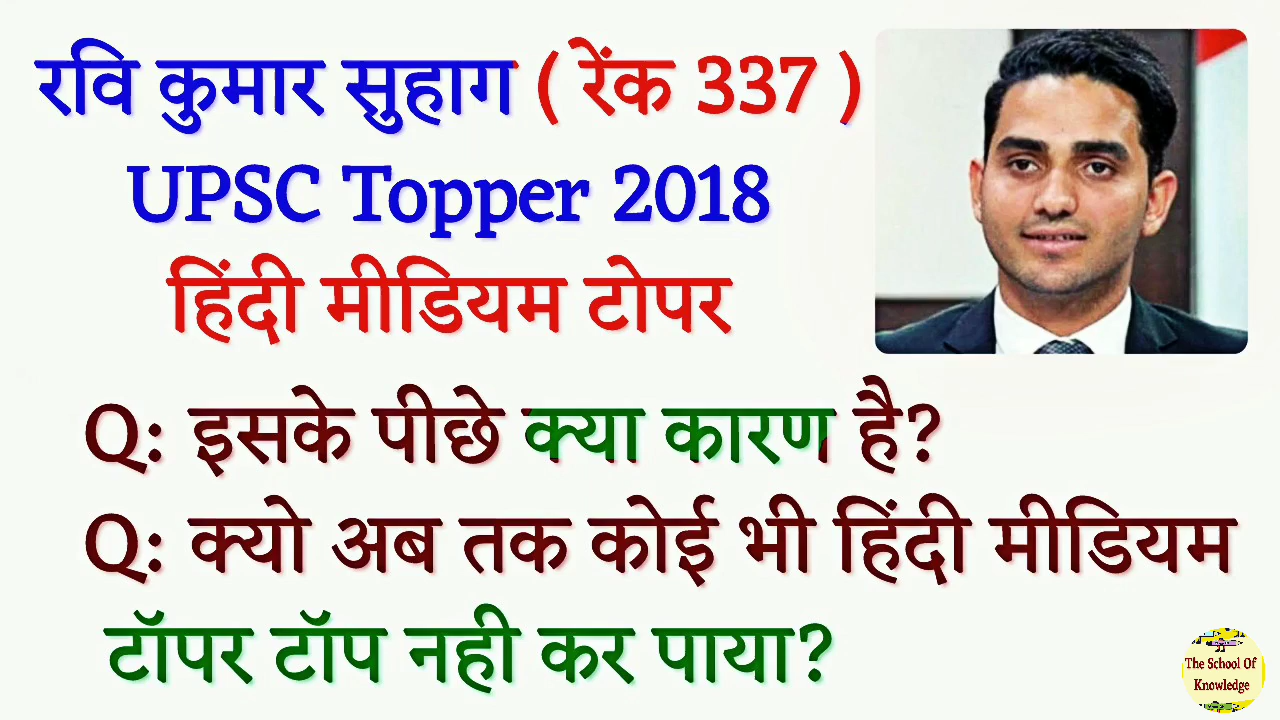 रवि कुमार सुहाग ( रेंक 337 )
UPSC Topper 2018
हिंदी मीडियम टोपर
Q: इसके पीछे क्या कारण है?
Q: क्यो अब तक कोई भी हिंदी मीडियम
टॉपर टॉप नही कर पाया?
The School Of
Knowledge